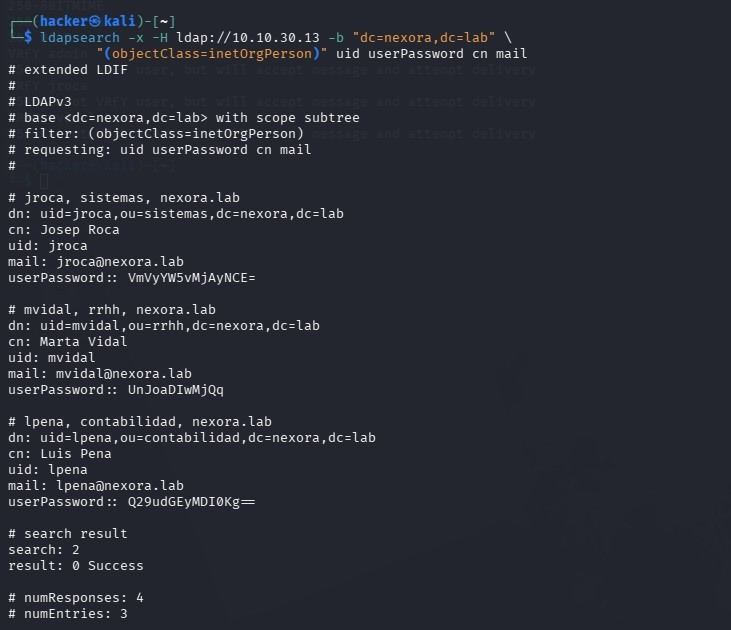 ┌──(hacker㉿kali)-[~]
└─$ ldapsearch -x -H ldap://10.10.30.13 -b "dc=nexora,dc=lab" \
"(objectClass=inetOrgPerson)" uid userPassword cn mail
# extended LDIF
#
# LDAPv3
# base <dc=nexora,dc=lab> with scope subtree
# filter: (objectClass=inetOrgPerson)
# requesting: uid userPassword cn mail
#
# jroca, sistemas, nexora.lab
dn: uid=jroca,ou=sistemas,dc=nexora,dc=lab
cn: Josep Roca
uid: jroca
mail: jroca@nexora.lab
userPassword:: VmVyYW5vMjAyNCE=
# mvidal, rrhh, nexora.lab
dn: uid=mvidal,ou=rrhh,dc=nexora,dc=lab
cn: Marta Vidal
uid: mvidal
mail: mvidal@nexora.lab
userPassword:: UnJoaDIwMjQq
# lpena, contabilidad, nexora.lab
dn: uid=lpena,ou=contabilidad,dc=nexora,dc=lab
cn: Luis Pena
uid: lpena
mail: lpena@nexora.lab
userPassword:: Q29udGEyMDI0Kg==
# search result
search: 2
result: 0 Success
# numResponses: 4
# numEntries: 3